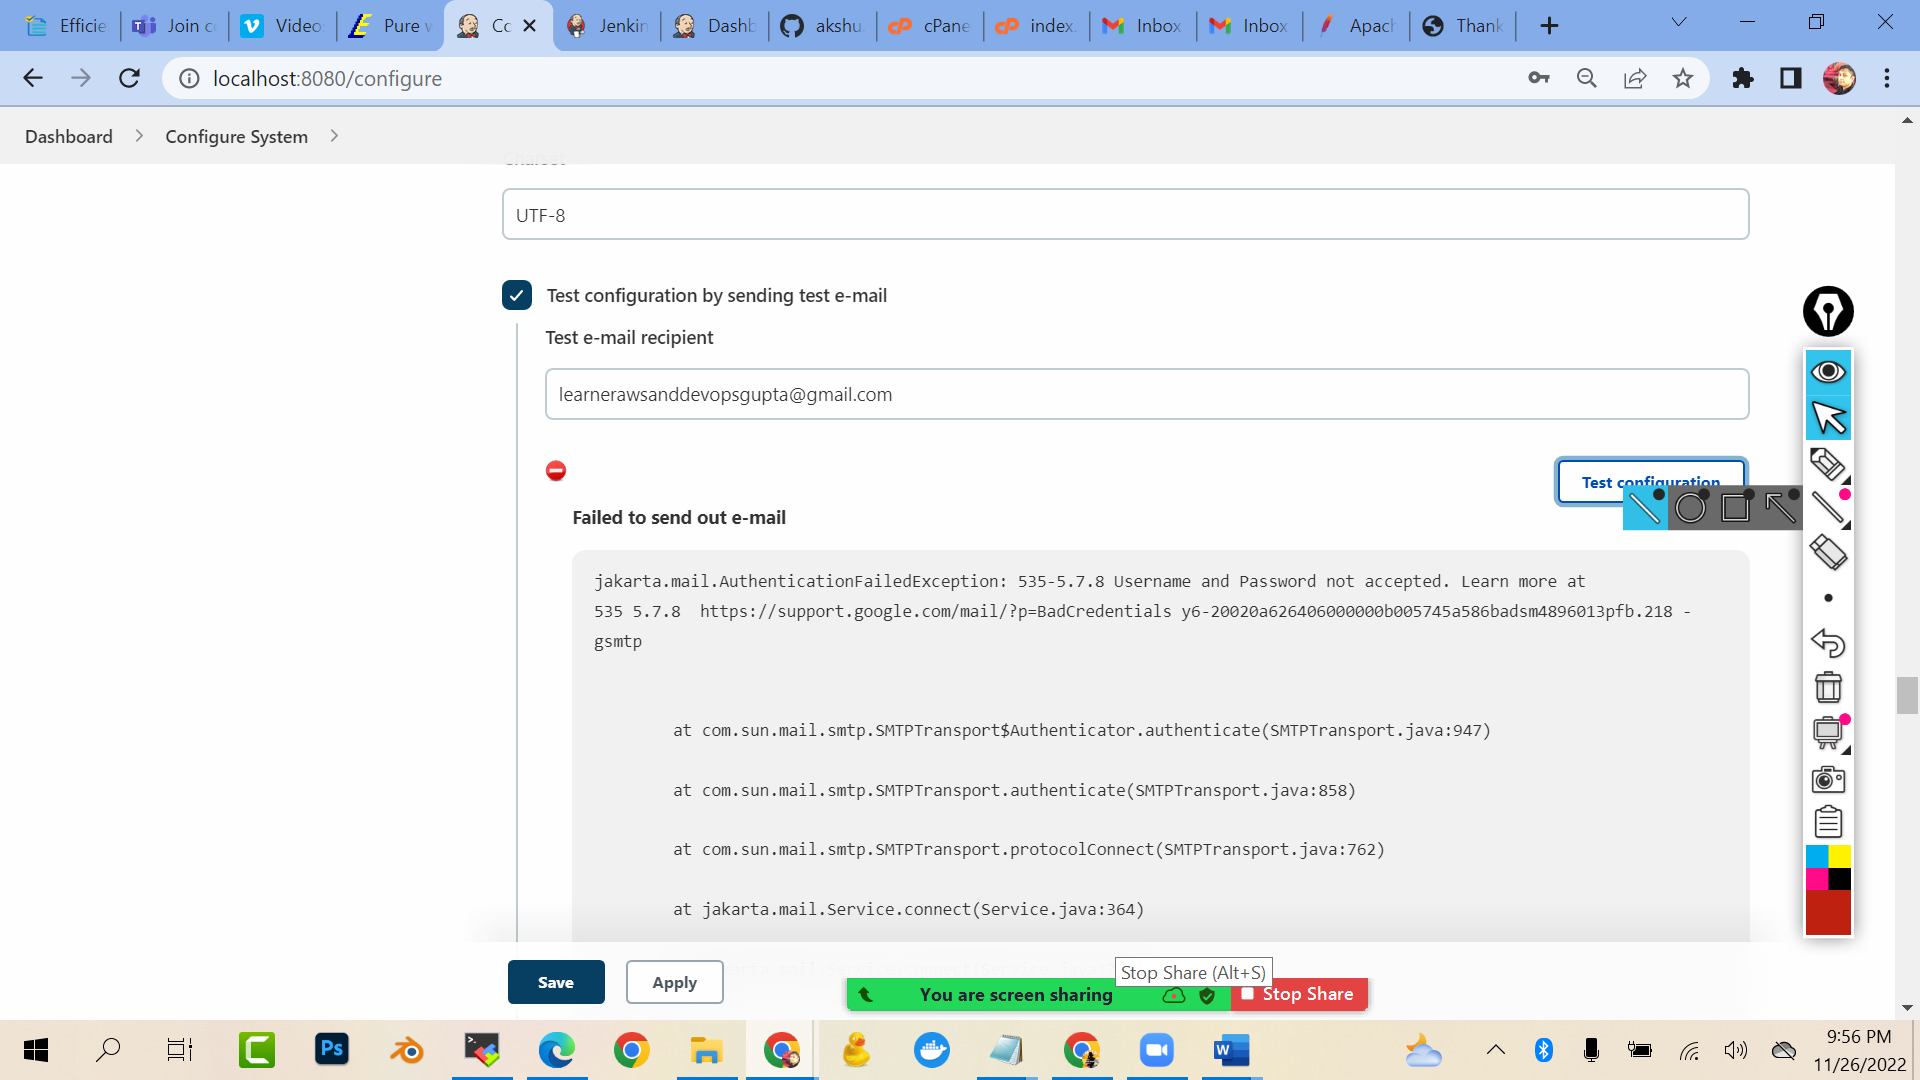 Efficie
Join c
Video
Pure w
Co
Jenkin
Dashb
akshu
cPane
index.
Inbox
Inbox
Apach
Thank
localhost:8080/configure
Dashboard
Configure System
UTF-8
Test configuration by sending test e-mail
Test e-mail recipient
learnerawsanddevopsgupta@gmail.com
Test configuration
Failed to send out e-mail
jakarta.mail.AuthenticationFailedException: 535-5.7.8 Username and Password not accepted. Learn more at
535 5.7.8  https://support.google.com/mail/?p=BadCredentials y6-20020a626406000000b005745a586badsm4896013pfb.218 -
gsmtp
at com.sun.mail.smtp.SMTPTransport$Authenticator.authenticate(SMTPTransport.java:947)
at com.sun.mail.smtp.SMTPTransport.authenticate(SMTPTransport.java:858)
at com.sun.mail.smtp.SMTPTransport.protocolConnect(SMTPTransport.java:762)
at jakarta.mail.Service.connect(Service.java:364)
Save
Apply
Stop Share (Alt+S)
You are screen sharing
Stop Share
Ps
W
9:56 PM
11/26/2022